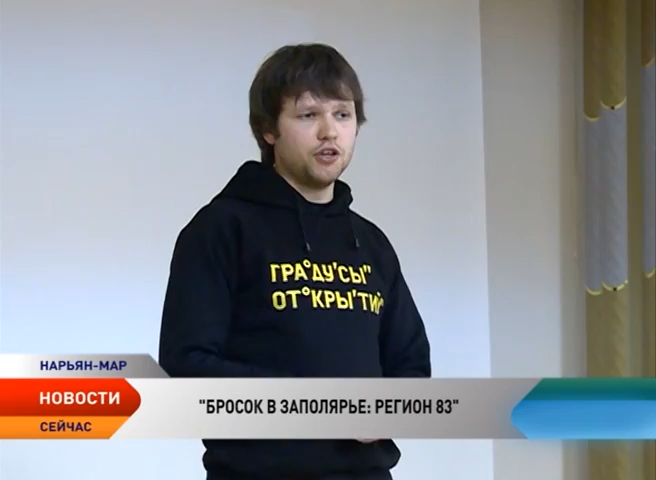 ГРА°ДУ'СЫ"
ОТ°КРЫ'ТИЙ
НАРЬЯН-МАР
НОВОСТИ
СЕЙЧАС
"БРОСОК В ЗАПОЛЯРЬЕ: РЕГИОН 83"